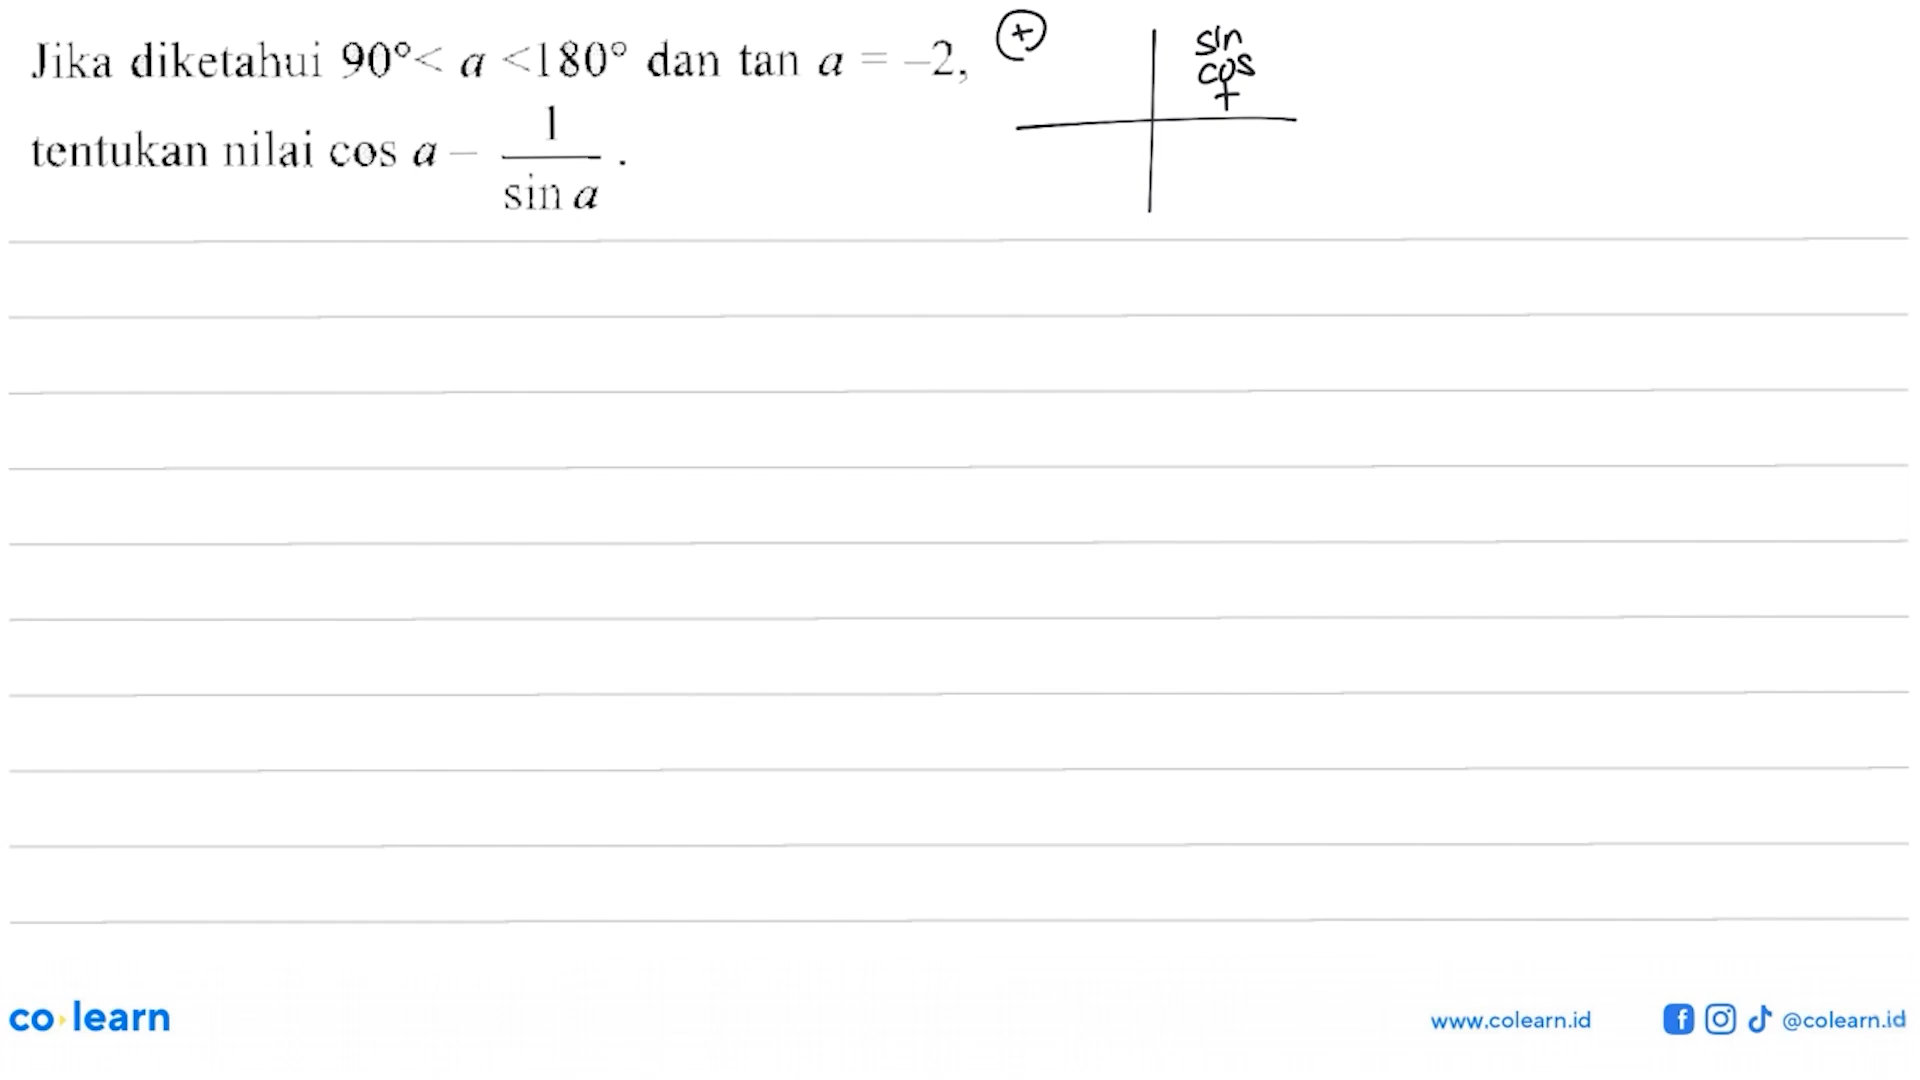 Jika diketahui 90°< a <180° dan tan a = –2,
tentukan nilai cos a – 1/sin a .
+
sin
cos
+
co learn
www.colearn.id
@colearn.id